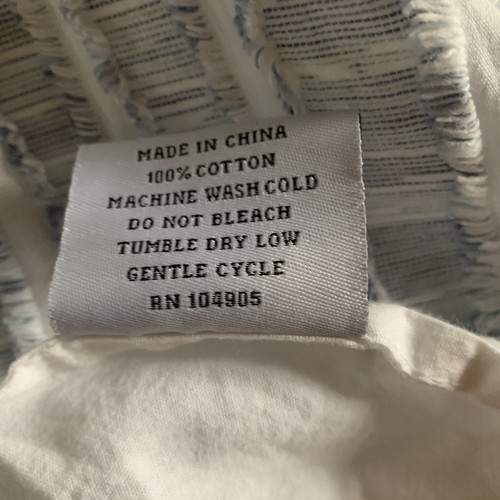 MADE IN CHINA
100% COTTON
MACHINE WASH COLD
DO NOT BLEACH
TUMBLE DRY LOW
GENTLE CYCLE
RN 104905